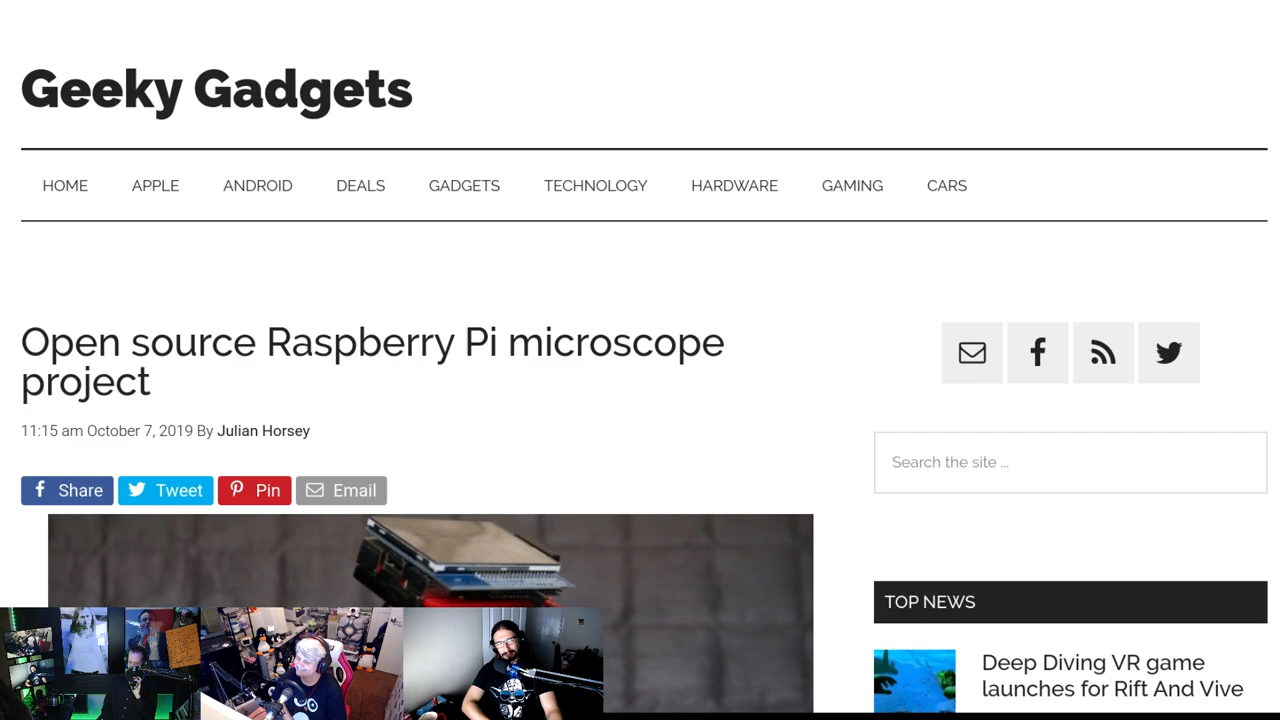 Geeky Gadgets
HOME APPLE ANDROID DEALS GADGETS TECHNOLOGY HARDWARE GAMING CARS
Open source Raspberry Pi microscope
project
11:15 am October 7, 2019 By Julian Horsey
Share Tweet Pin Email
Search the site ...
TOP NEWS
Deep Diving VR game
launches for Rift And Vive